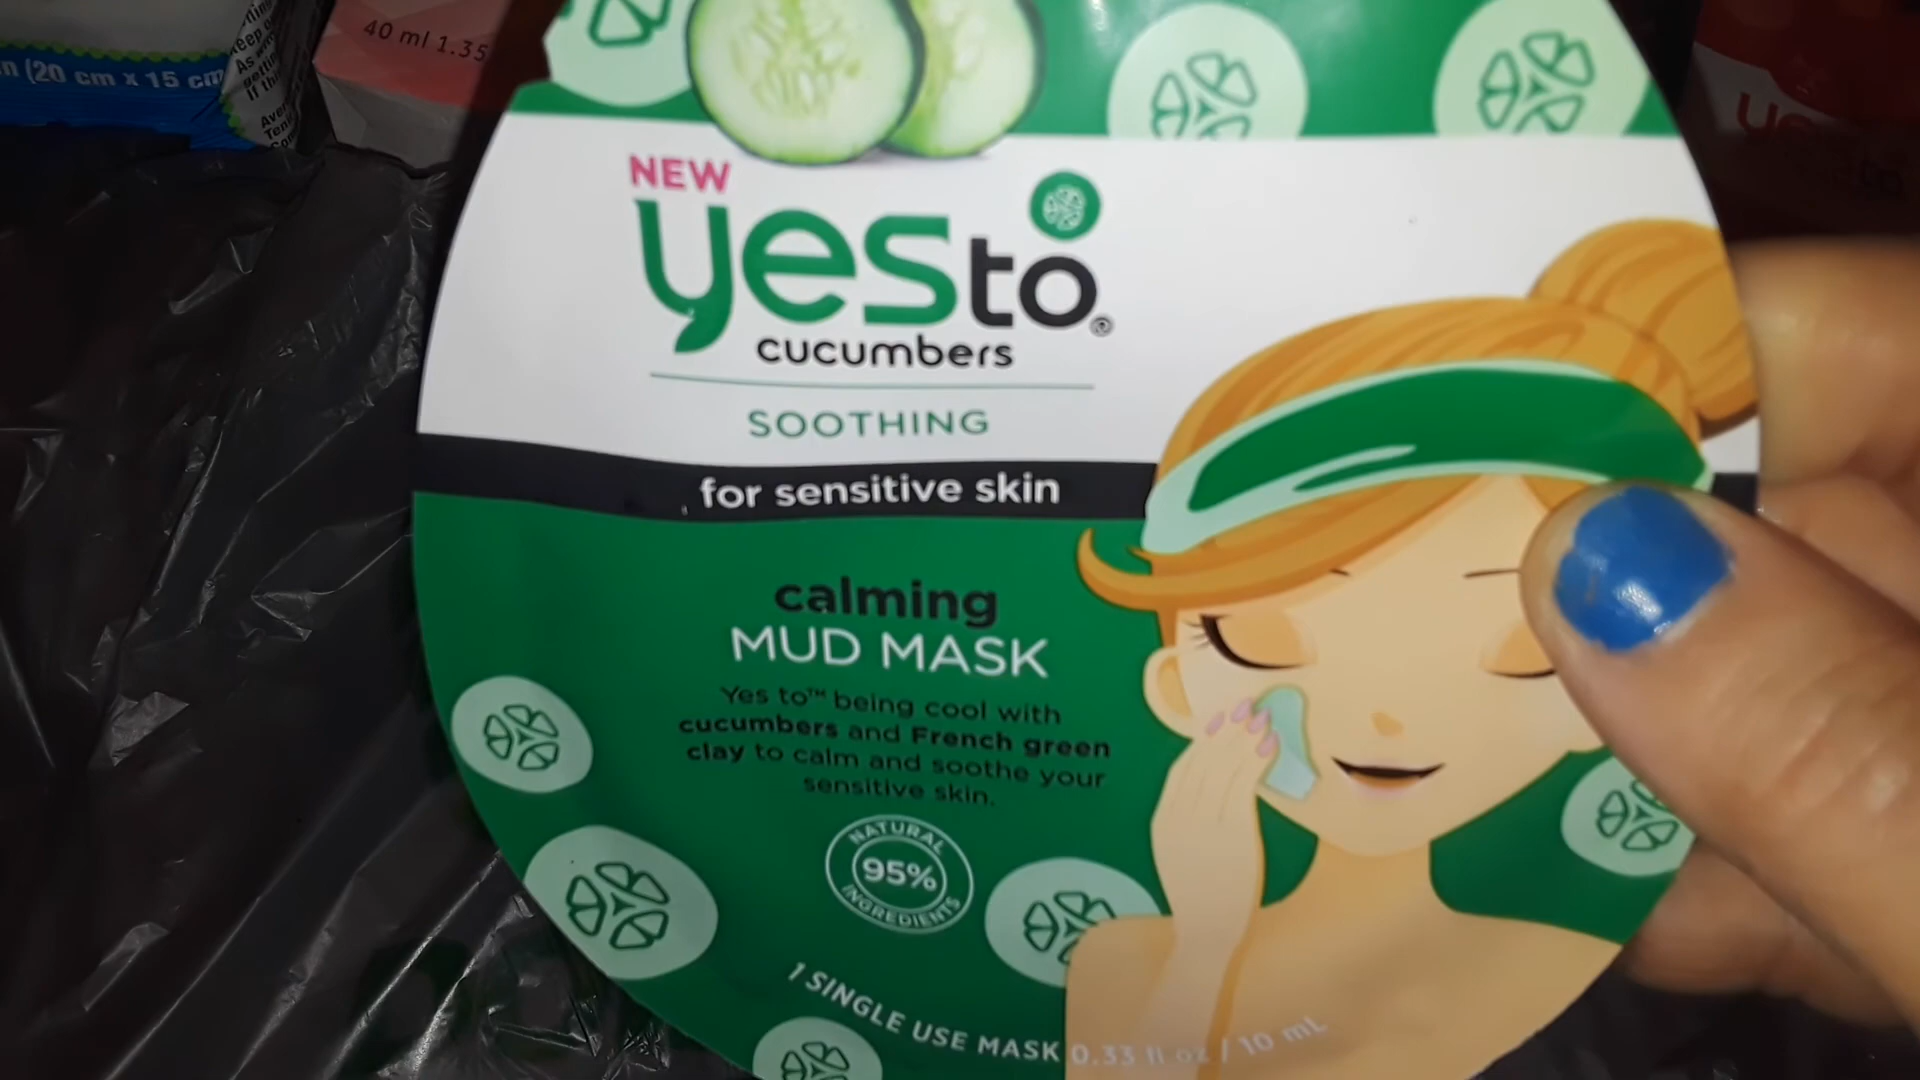 40 ml 1.35
(20 cm x 15 cm
NEW
yes to®
cucumbers
SOOTHING
for sensitive skin
calming
MUD MASK
Yes to™ being cool with
cucumbers and French green
clay to calm and soothe your
sensitive skin.
NATURAL
95%
INGREDIENTS
1 SINGLE USE MASK 0.33 fl oz / 10 mL